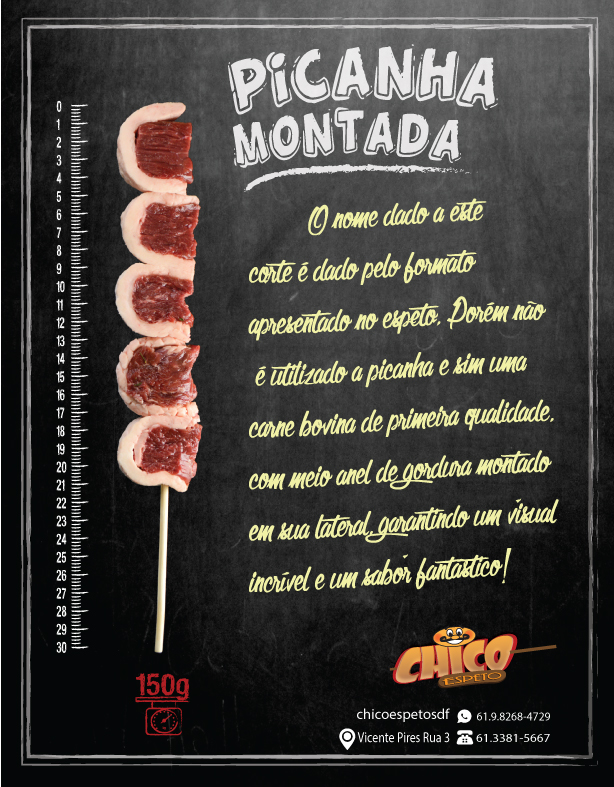 PiCANHA
MONTADA
0
1
2
3
4
5
6
7
8
9
10
11
12
13
14
15
16
17
18
19
20
21
22
23
24
25
26
27
28
29
30
O nome dado a este
corte é dado pelo formato
apresentado no espeto. Porém não
é utilizado a picanha e sim uma
carne bovina de primeira qualidade,
com meio anel de gordura montado
em sua lateral, garantindo um visual
incrível e um sabor fantastico!
150g
CHICO
ESPETO
chicoespetosdf 61.9.8268-4729
Vicente Pires Rua 3 61.3381-5667